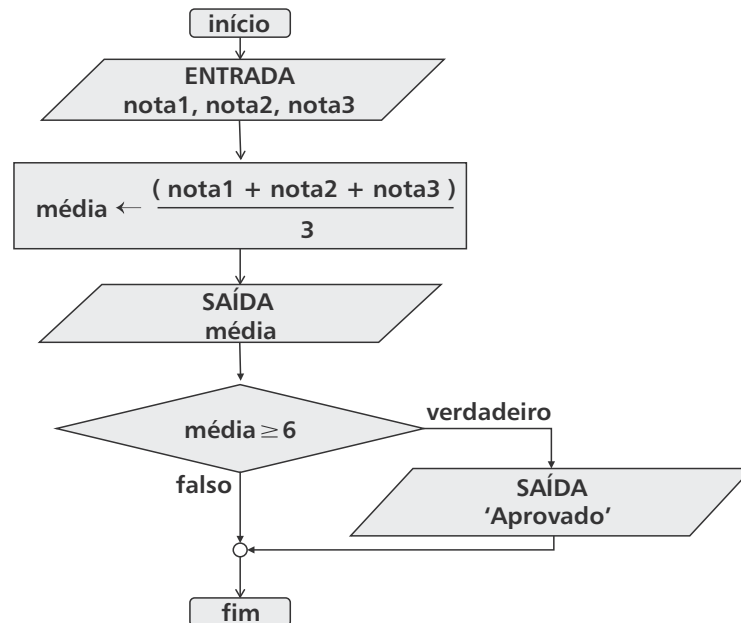 início
ENTRADA
nota1, nota2, nota3
média ← ( nota1 + nota2 + nota3 )
3
SAÍDA
média
média ≥ 6
verdadeiro
falso
SAÍDA
‘Aprovado’
fim